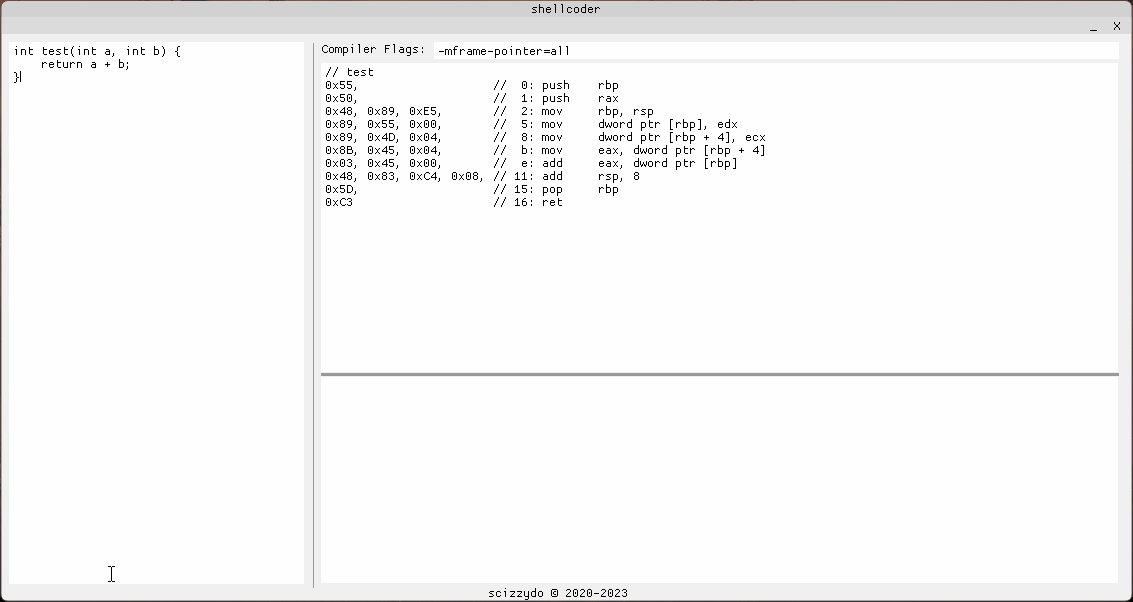 shellcoder
_ X
int test(int a, int b) {
    return a + b;
}
Compiler Flags: -mframe-pointer=all
// test
0x55,                   //  0: push    rbp
0x50,                   //  1: push    rax
0x48, 0x89, 0xE5,       //  2: mov     rbp, rsp
0x89, 0x55, 0x00,       //  5: mov     dword ptr [rbp], edx
0x89, 0x4D, 0x04,       //  8: mov     dword ptr [rbp + 4], ecx
0x8B, 0x45, 0x04,       //  b: mov     eax, dword ptr [rbp + 4]
0x03, 0x45, 0x00,       //  e: add     eax, dword ptr [rbp]
0x48, 0x83, 0xC4, 0x08, // 11: add     rsp, 8
0x5D,                   // 15: pop     rbp
0xC3                    // 16: ret
scizzydo © 2020-2023